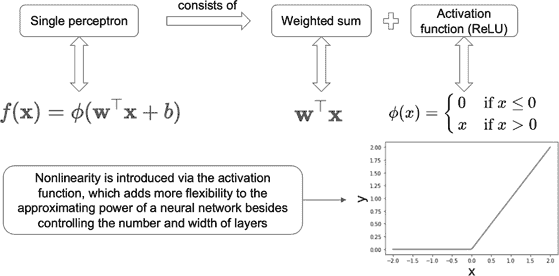 Single perceptron
consists of
Weighted sum
+
Activation
function (ReLU)
f(x) = ϕ(w⊤x + b)
w⊤x
ϕ(x) = { 0 if x ≤ 0
x if x > 0
Nonlinearity is introduced via the activation
function, which adds more flexibility to the
approximating power of a neural network besides
controlling the number and width of layers
y
2.00
1.75
1.50
1.25
1.00
0.75
0.50
0.25
0.00
−2.0 −1.5 −1.0 −0.5 0.0 0.5 1.0 1.5 2.0
x